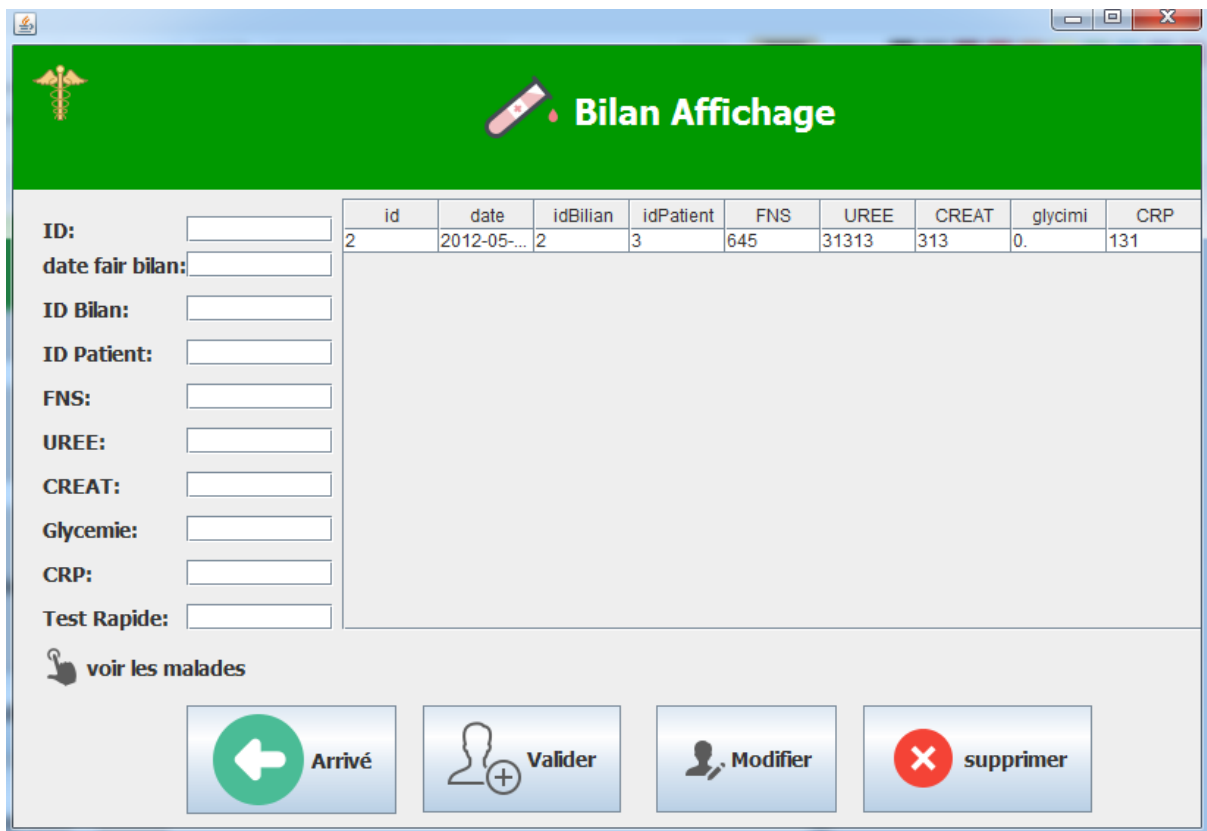 Bilan Affichage
id date idBilian idPatient FNS UREE CREAT glycimi CRP
2 2012-05-... 2 3 645 31313 313 0. 131
ID:
date fair bilan:
ID Bilan:
ID Patient:
FNS:
UREE:
CREAT:
Glycemie:
CRP:
Test Rapide:
voir les malades
Arrivé Valider Modifier supprimer